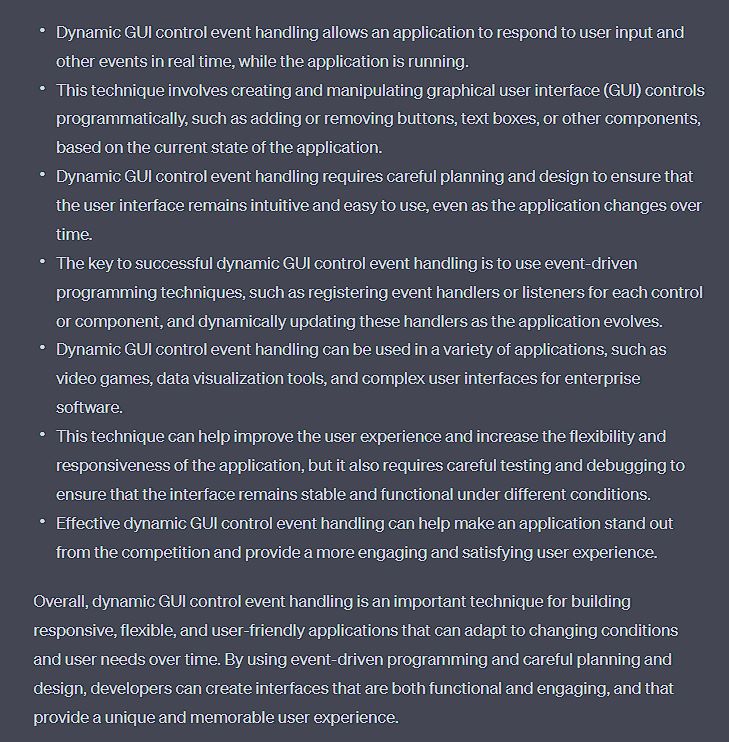 • Dynamic GUI control event handling allows an application to respond to user input and
other events in real time, while the application is running.
• This technique involves creating and manipulating graphical user interface (GUI) controls
programmatically, such as adding or removing buttons, text boxes, or other components,
based on the current state of the application.
• Dynamic GUI control event handling requires careful planning and design to ensure that
the user interface remains intuitive and easy to use, even as the application changes over
time.
• The key to successful dynamic GUI control event handling is to use event-driven
programming techniques, such as registering event handlers or listeners for each control
or component, and dynamically updating these handlers as the application evolves.
• Dynamic GUI control event handling can be used in a variety of applications, such as
video games, data visualization tools, and complex user interfaces for enterprise
software.
• This technique can help improve the user experience and increase the flexibility and
responsiveness of the application, but it also requires careful testing and debugging to
ensure that the interface remains stable and functional under different conditions.
• Effective dynamic GUI control event handling can help make an application stand out
from the competition and provide a more engaging and satisfying user experience.
Overall, dynamic GUI control event handling is an important technique for building
responsive, flexible, and user-friendly applications that can adapt to changing conditions
and user needs over time. By using event-driven programming and careful planning and
design, developers can create interfaces that are both functional and engaging, and that
provide a unique and memorable user experience.